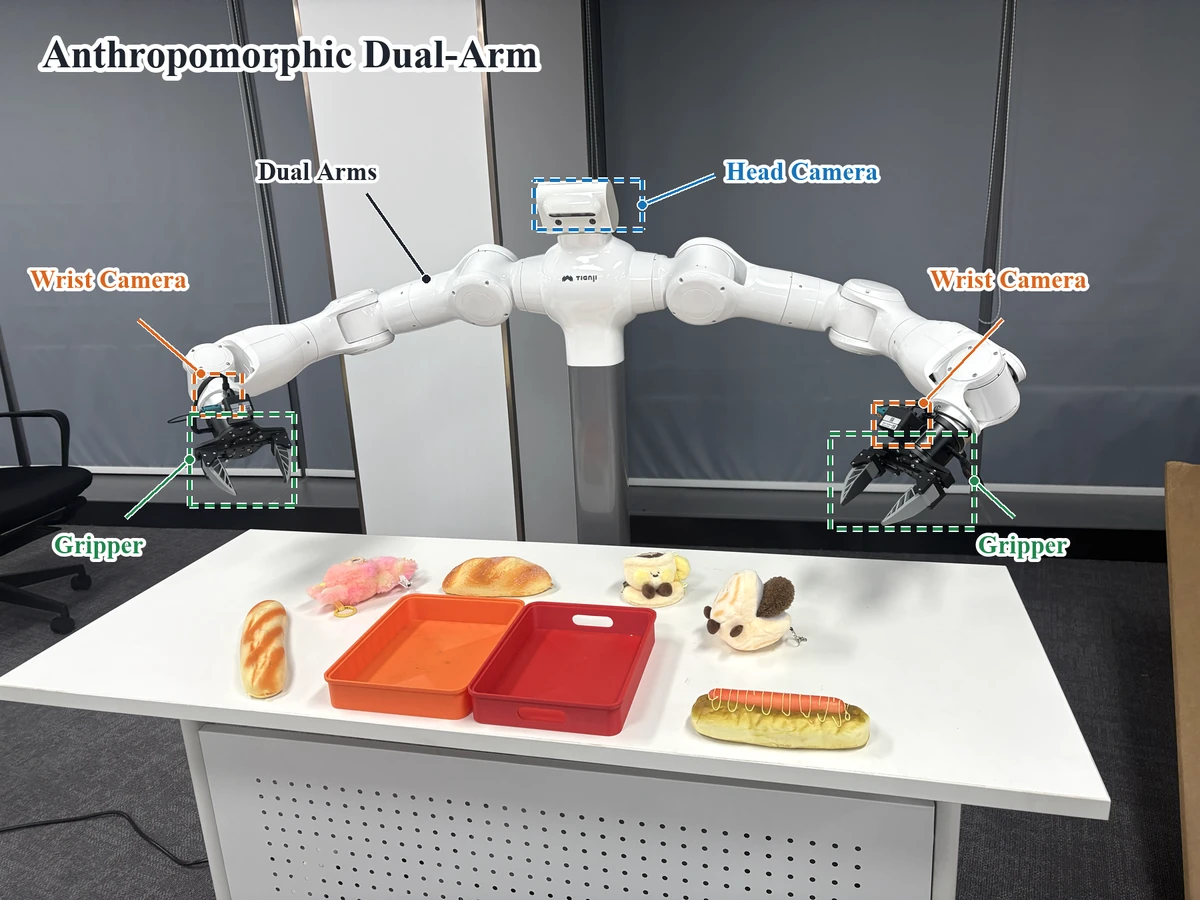 Anthropomorphic Dual-Arm
Dual Arms
Head Camera
Wrist Camera
Wrist Camera
TIANJI
Gripper
Gripper